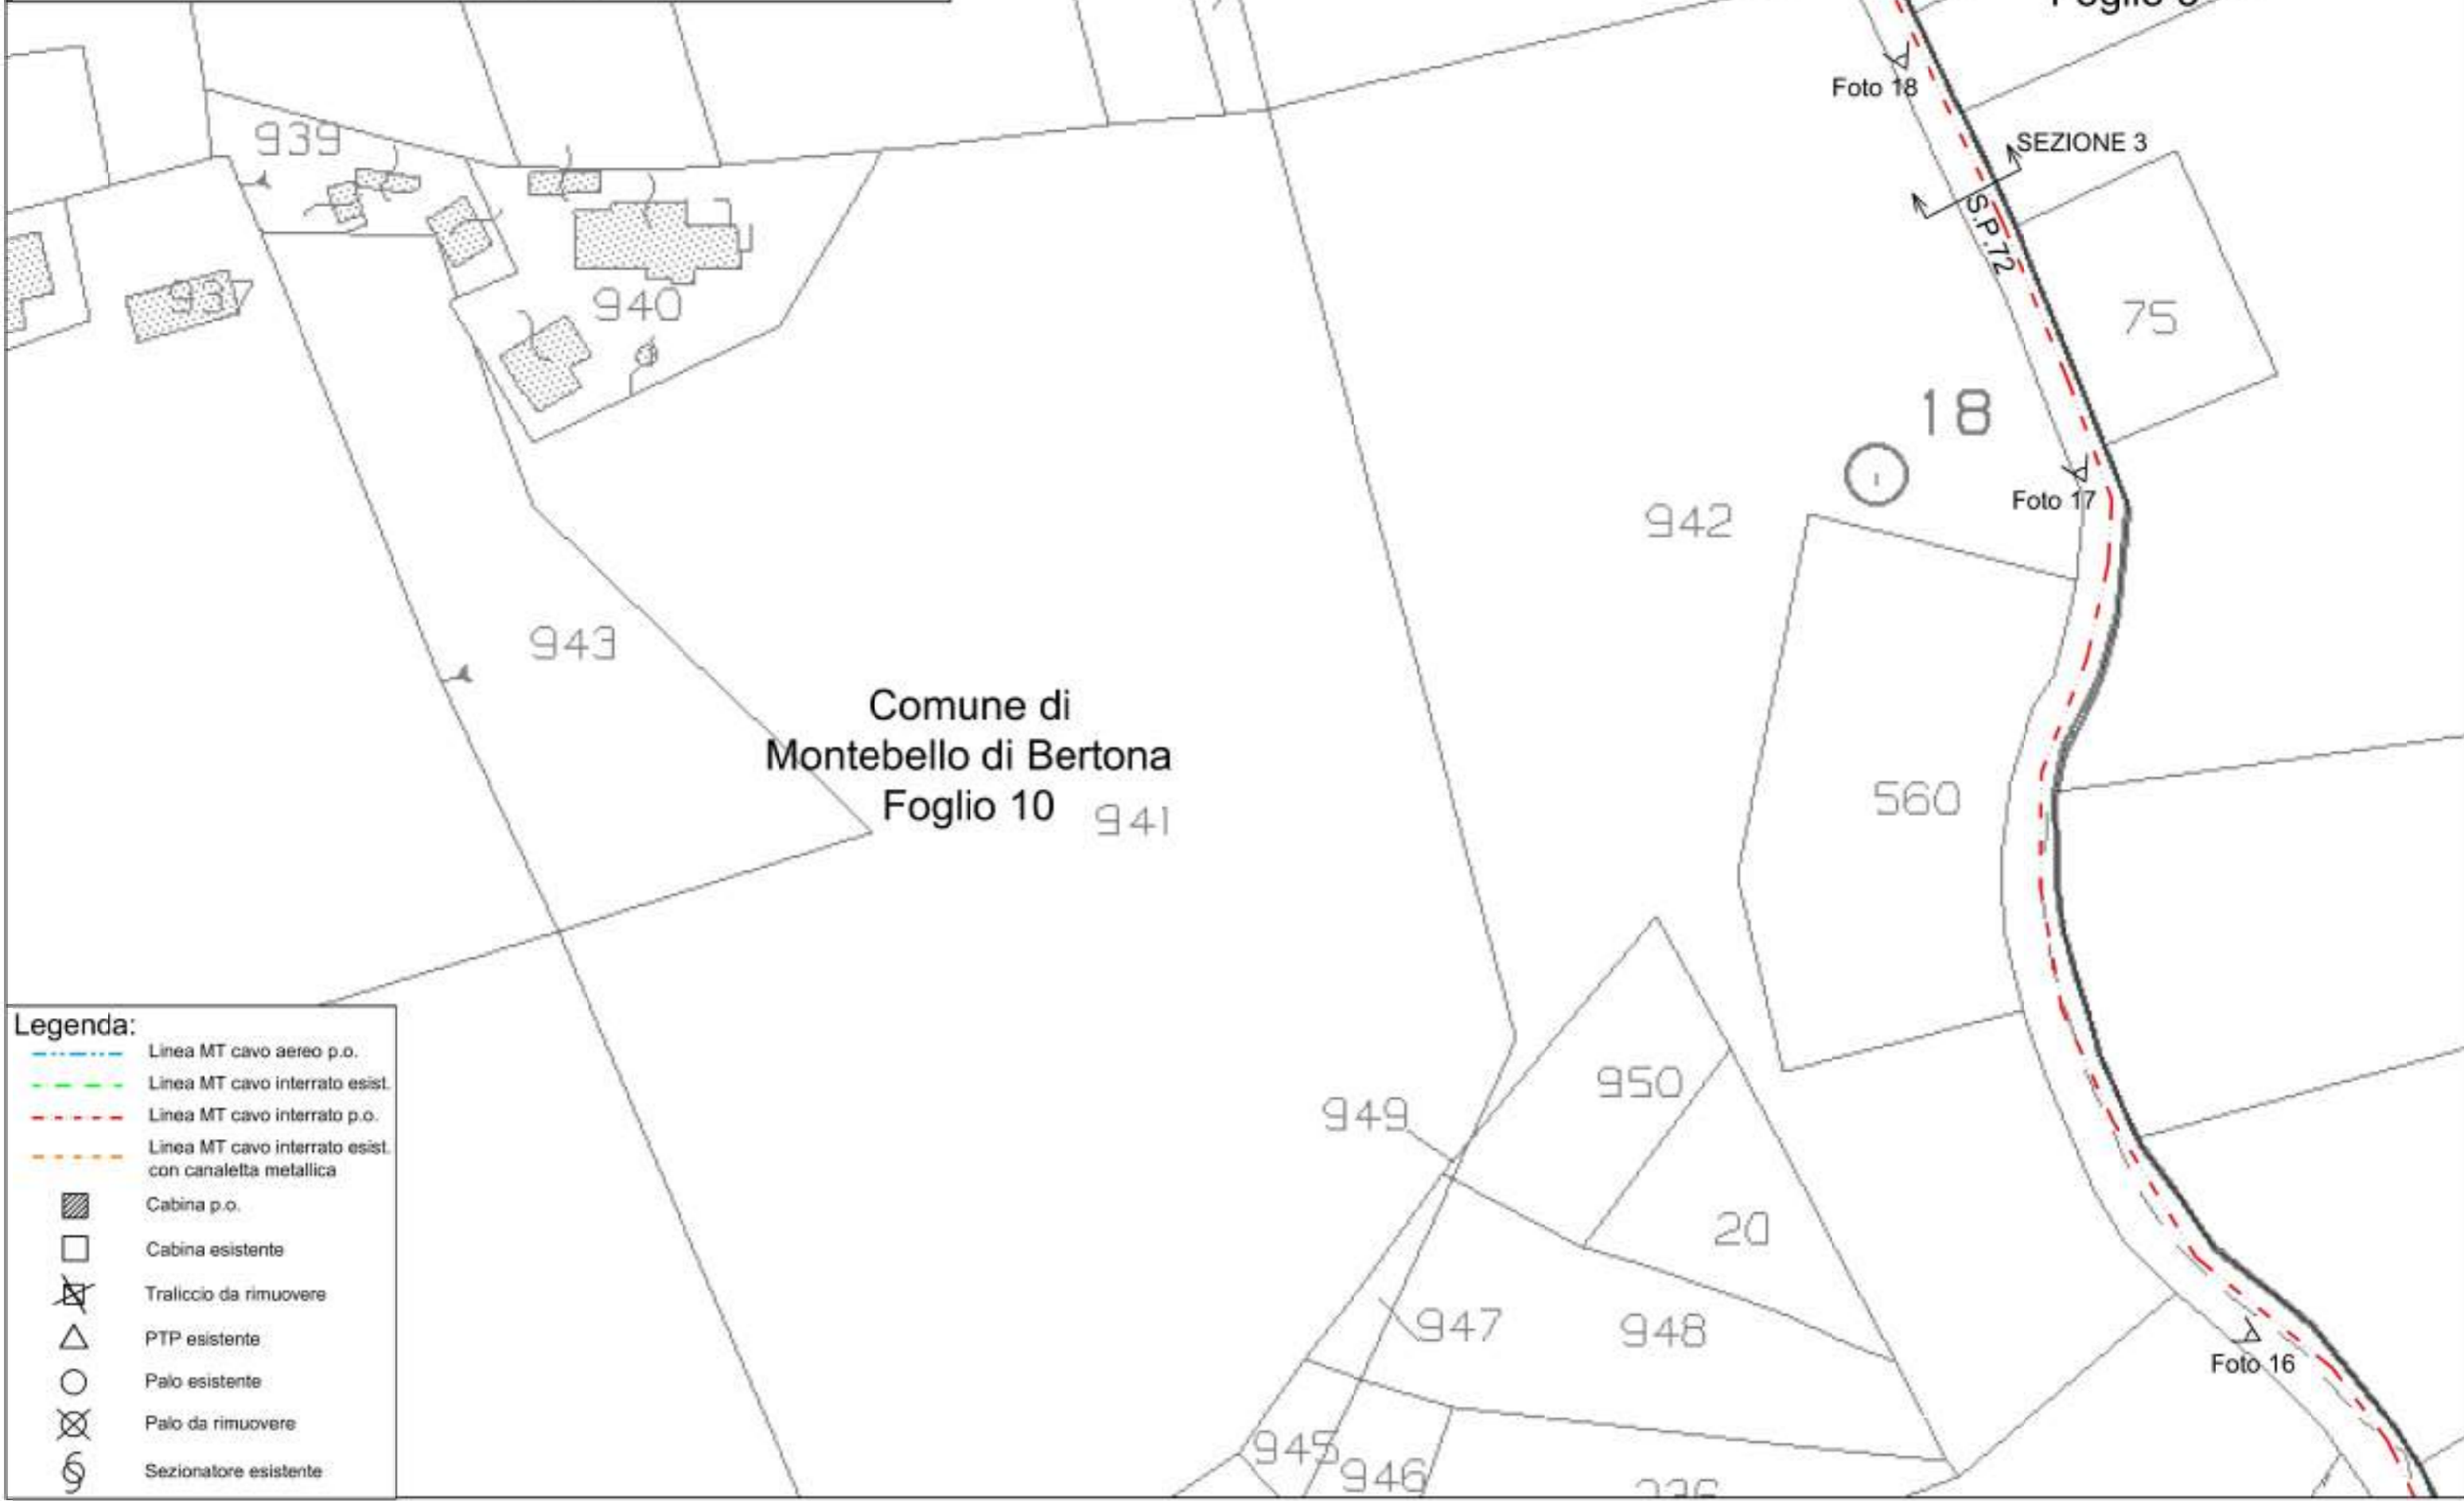 Foto 18
SEZIONE 3
S.P.72
939
937
940
75
18
Foto 17
942
943
Comune di
Montebello di Bertona
Foglio 10
941
560
950
949
20
947
948
Foto 16
945
946
Legenda:
Linea MT cavo aereo p.o.
Linea MT cavo interrato esist.
Linea MT cavo interrato p.o.
Linea MT cavo interrato esist.
con canaletta metallica
Cabina p.o.
Cabina esistente
Traliccio da rimuovere
PTP esistente
Palo esistente
Palo da rimuovere
Sezionatore esistente